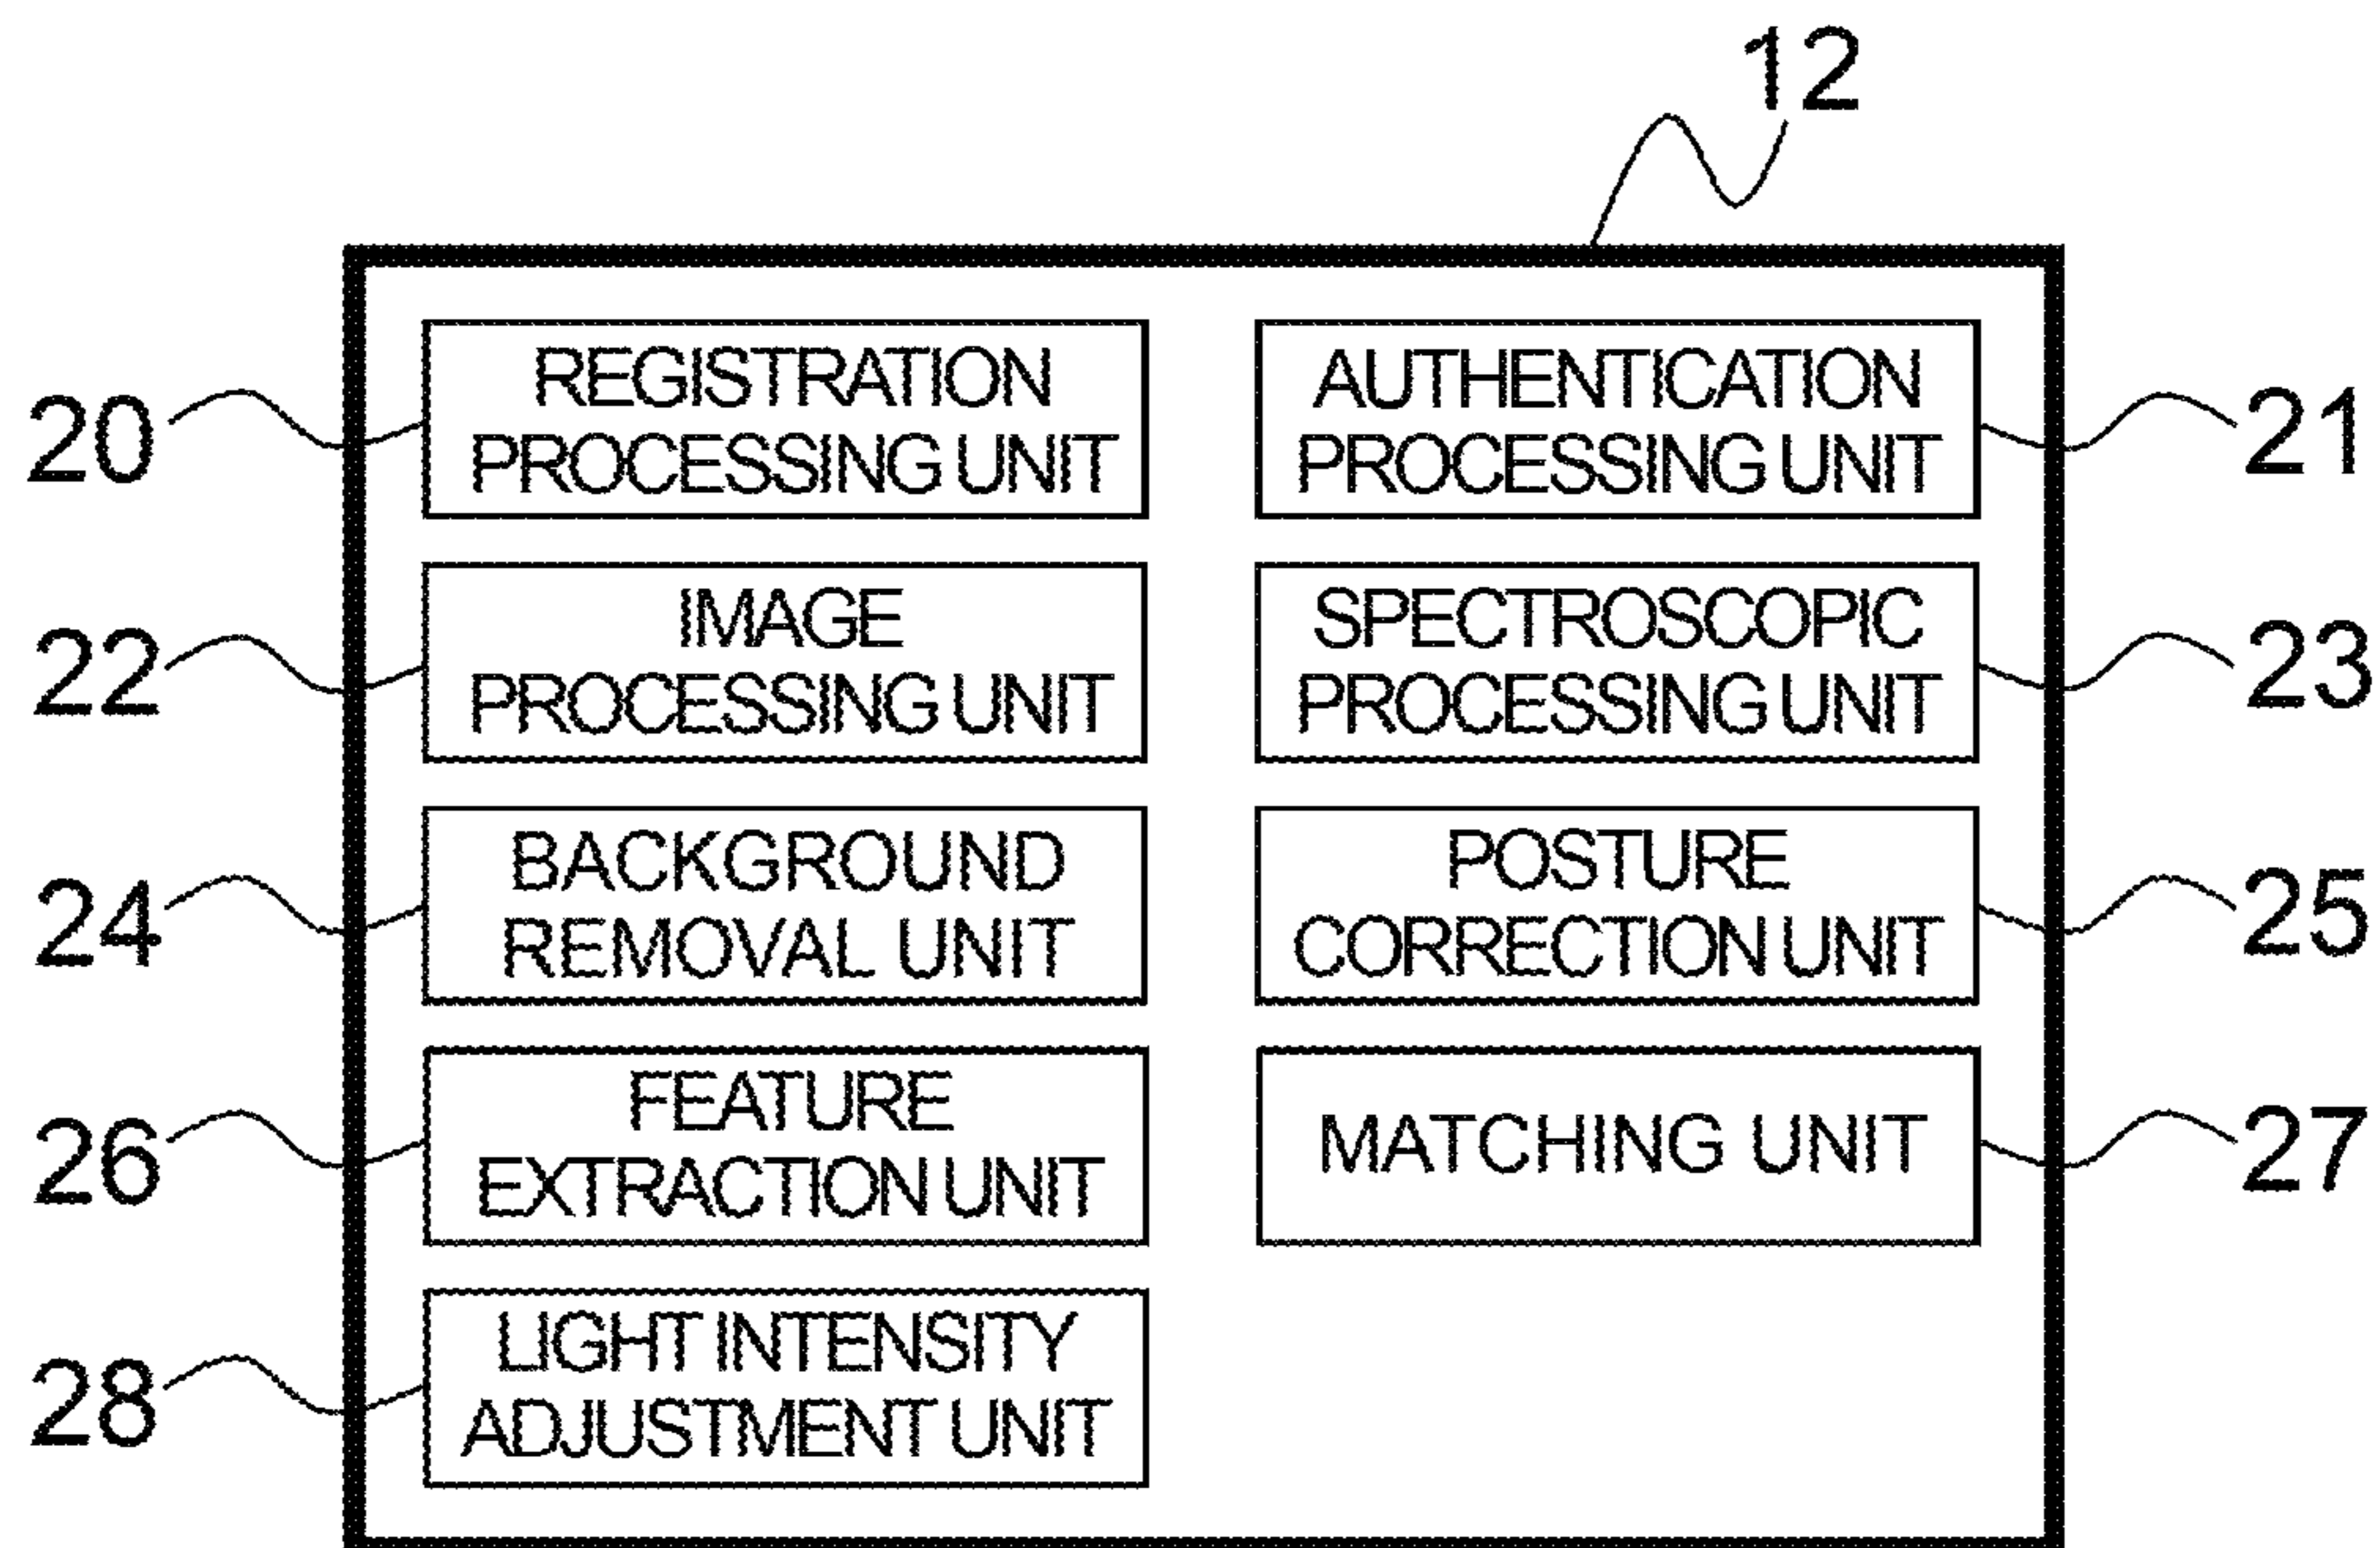 12
20
REGISTRATION
PROCESSING UNIT
AUTHENTICATION
PROCESSING UNIT
21
22
IMAGE
PROCESSING UNIT
SPECTROSCOPIC
PROCESSING UNIT
23
24
BACKGROUND
REMOVAL UNIT
POSTURE
CORRECTION UNIT
25
26
FEATURE
EXTRACTION UNIT
MATCHING UNIT
27
28
LIGHT INTENSITY
ADJUSTMENT UNIT